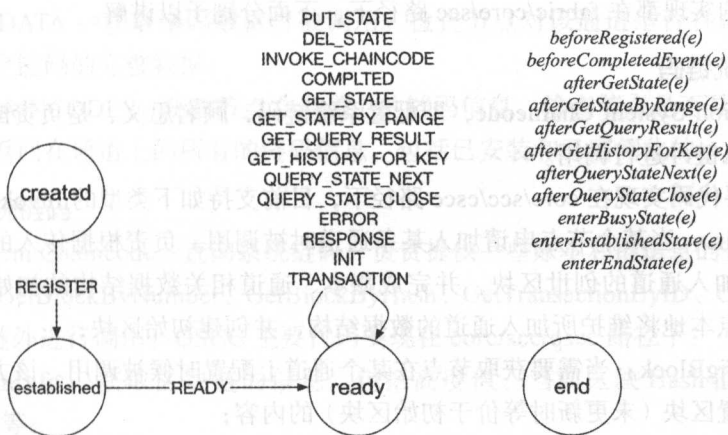 PUT_STATE
DEL_STATE
INVOKE_CHAINCODE
COMPLTED
GET_STATE
GET_STATE_BY_RANGE
GET_QUERY_RESULT
GET_HISTORY_FOR_KEY
QUERY_STATE_NEXT
QUERY_STATE_CLOSE
ERROR
RESPONSE
INIT
TRANSACTION
beforeRegistered(e)
beforeCompletedEvent(e)
afterGetState(e)
afterGetStateByRange(e)
afterGetQueryResult(e)
afterGetHistoryForKey(e)
afterQueryStateNext(e)
afterQueryStateClose(e)
enterBusyState(e)
enterEstablishedState(e)
enterEndState(e)
created
REGISTER
established
READY
ready
end